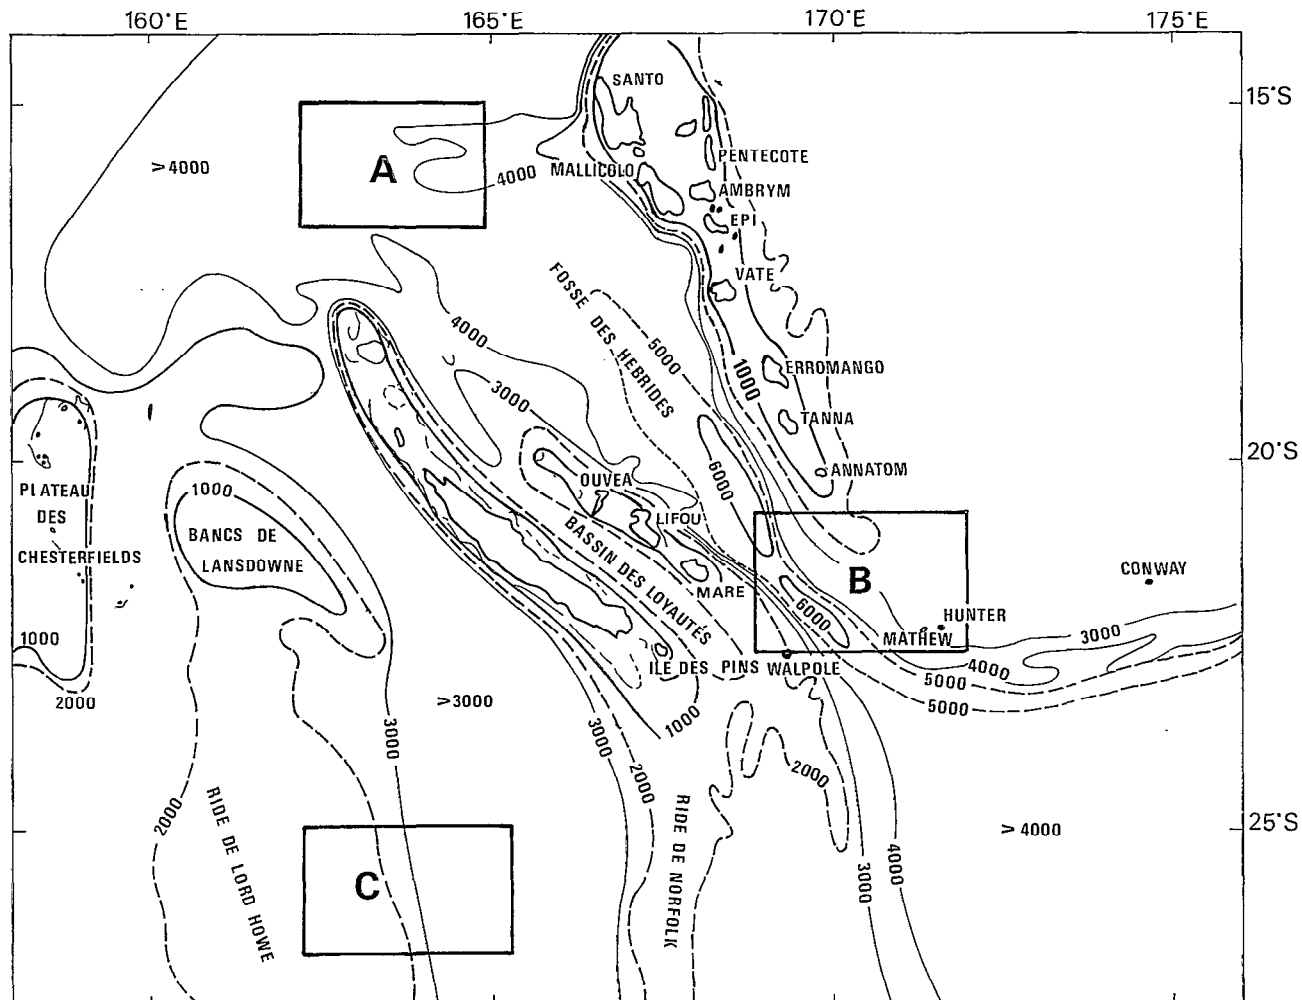 160°E
165°E
170°E
175°E
SANTO
15°S
A
> 4000
4000
MALLICOLO
PENTECOTE
AMBRYM
EPI
VATE
FOSSE DES HEBRIDES
4000
5000
1000
3000
ERROMANGO
TANNA
6000
ANNATOM
20°S
PLATEAU
DES
CHESTERFIELDS
1000
BANCS DE
LANSDOWNE
OUVEA
LIFOU
BASSIN DES LOYAUTÉS
MARE
B
6000
CONWAY
HUNTER
MATHEW
3000
4000
5000
5000
1000
2000
ILE DES PINS
WALPOLE
>3000
3000
3000
1000
2000
2000
2000
RIDE DE LORD HOWE
RIDE DE NORFOLK
> 4000
25°S
C
3000
4000